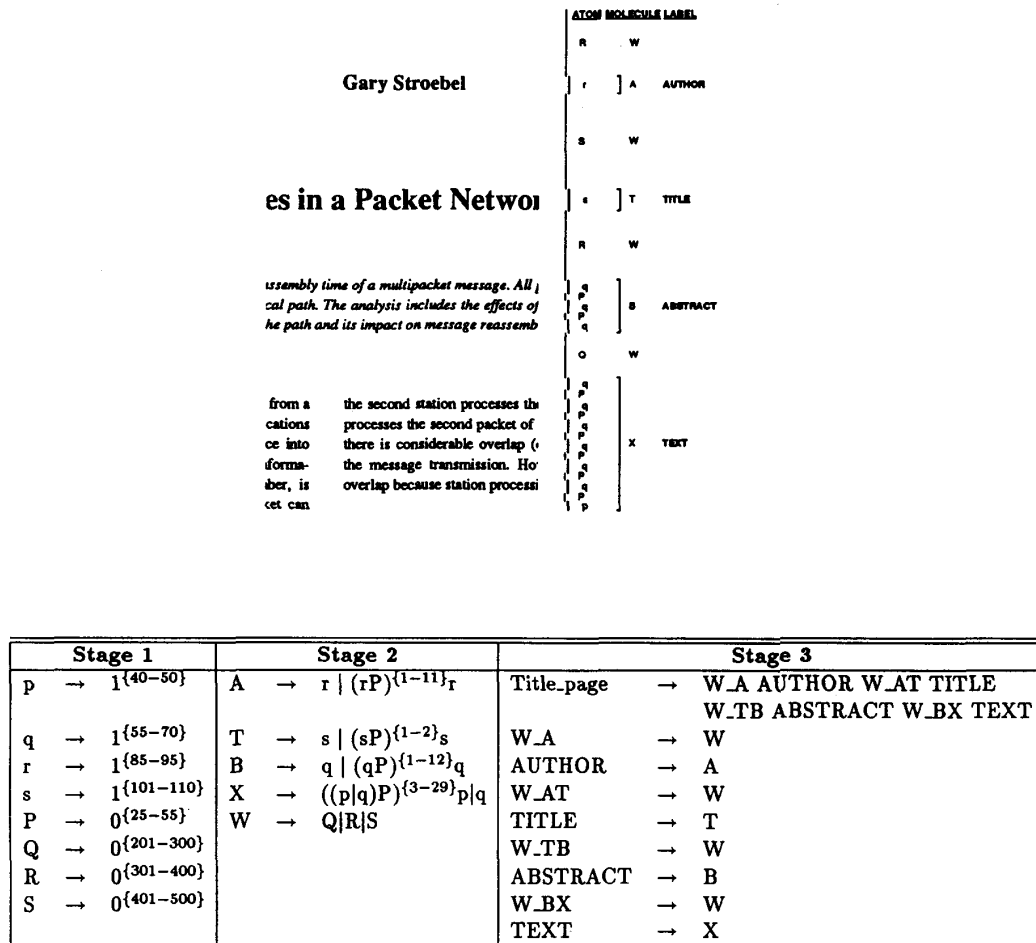 ATOM MOLECULE LABEL
R W
Gary Stroebel r A AUTHOR
S W
es in a Packet Networ s T TITLE
R W
ssembly time of a multipacket message. All q
P
cal path. The analysis includes the effects of q B ABSTRACT
P
he path and its impact on message reassemb q
Q W
q
P
from a the second station processes the q
P
cations processes the second packet of q
P
ce into there is considerable overlap ( q X TEXT
P
forma- the message transmission. Ho q
P
ber, is overlap because station processi q
P
ket can p
Stage 1 Stage 2 Stage 3
p → 1^{40–50} A → r | (rP)^{1–11}r Title_page → W_A AUTHOR W_AT TITLE
W_TB ABSTRACT W_BX TEXT
q → 1^{55–70} T → s | (sP)^{1–2}s W_A → W
r → 1^{85–95} B → q | (qP)^{1–12}q AUTHOR → A
s → 1^{101–110} X → ((p|q)P)^{3–29}p|q W_AT → W
P → 0^{25–55} W → Q|R|S TITLE → T
Q → 0^{201–300} W_TB → W
R → 0^{301–400} ABSTRACT → B
S → 0^{401–500} W_BX → W
TEXT → X